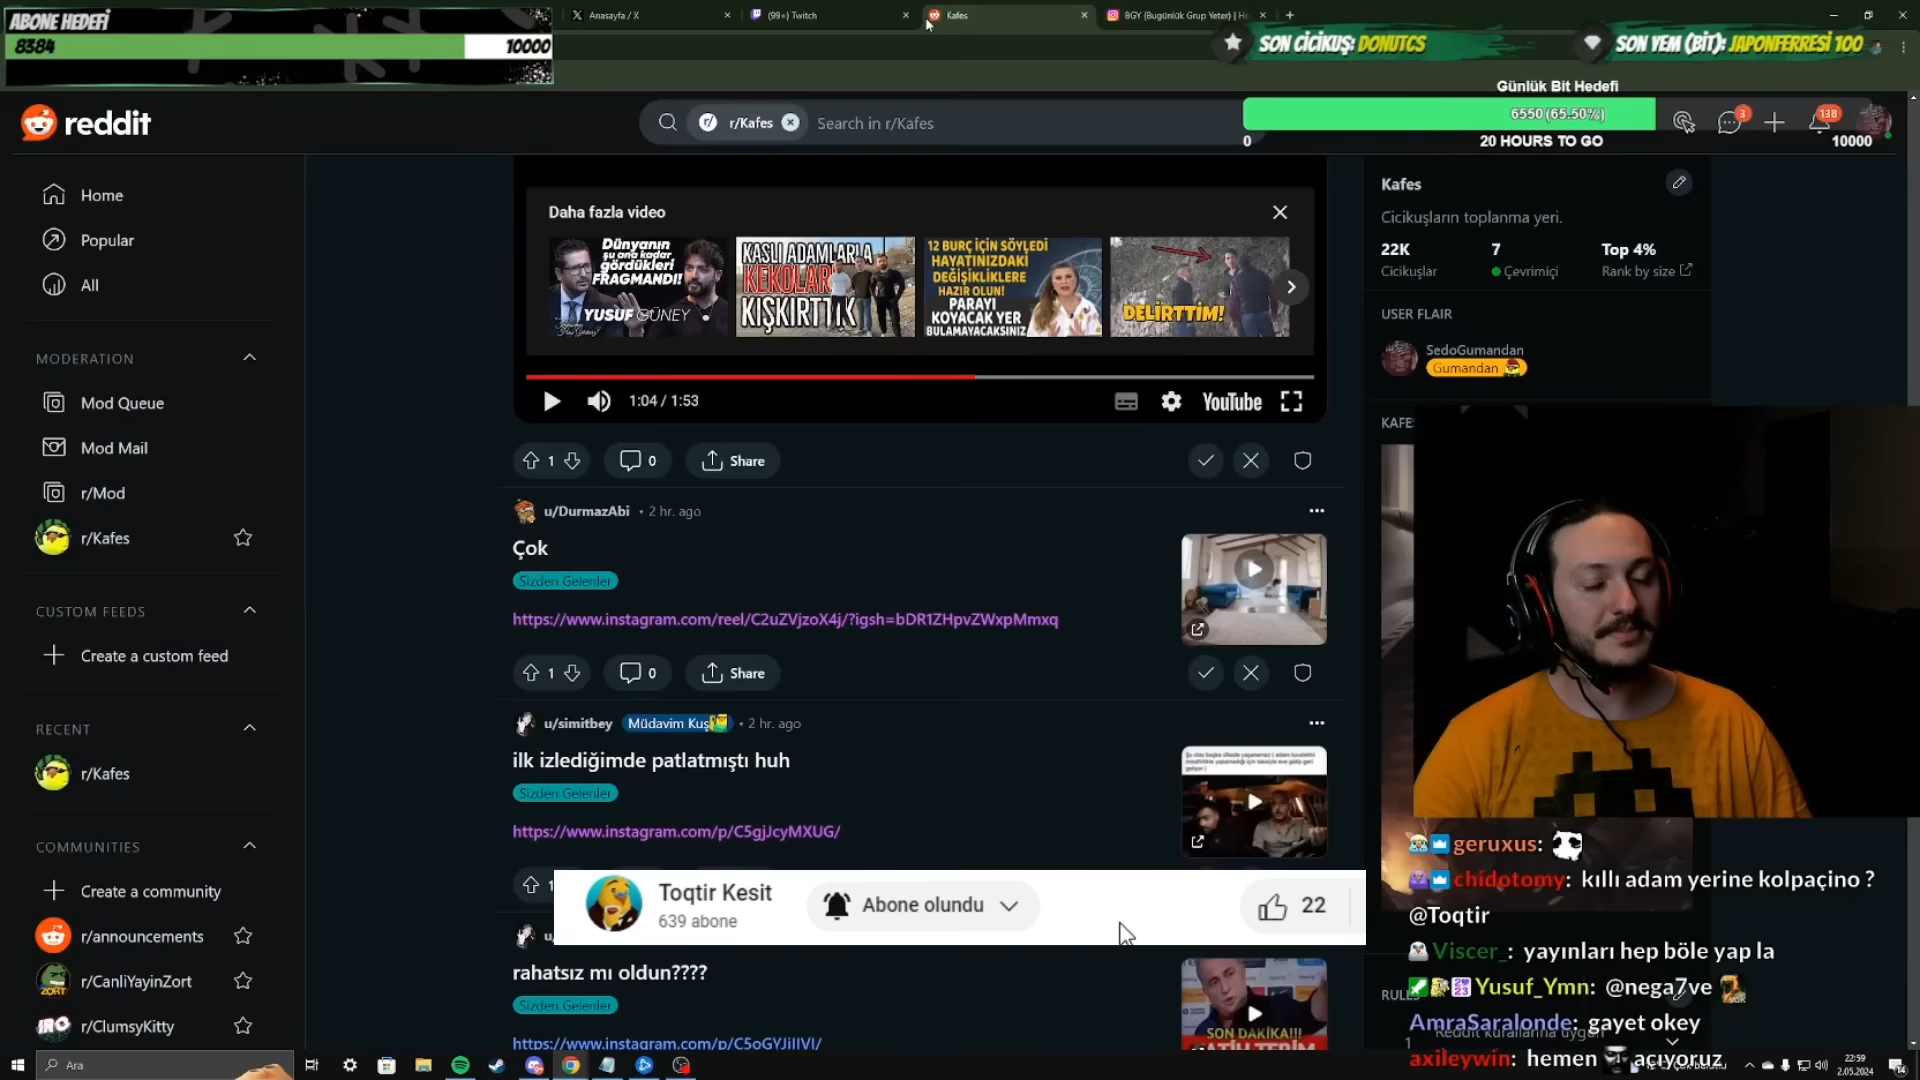 ABONE HEDEFİ
8384
10000
Anasayfa / X
(99+) Twitch
Kafes
BGY (Bugünlük Grup Yeter) | H
SON CİCİKUŞ: DONUTCS
SON YEM (BİT): JAPONFERRESİ 100
Günlük Bit Hedefi
6550 (65.50%)
0
20 HOURS TO GO
10000
reddit
r/Kafes
Search in r/Kafes
3
138
Home
Popular
All
MODERATION
Mod Queue
Mod Mail
r/Mod
r/Kafes
CUSTOM FEEDS
Create a custom feed
RECENT
r/Kafes
COMMUNITIES
Create a community
r/announcements
r/CanliYayinZort
r/ClumsyKitty
Daha fazla video
Dünyanın
şu ana kadar
gördükleri
FRAGMANDI!
YUSUF GÜNEY
KASLI ADAMLARLA
KEKOLARI
KIŞKIRTTIK
12 BURÇ İÇİN SÖYLEDİ
HAYATINIZDAKİ
DEĞİŞİKLİKLERE
HAZIR OLUN!
PARAYI
KOYACAK YER
BULAMAYACAKSINIZ
DELİRTTİM!
1:04 / 1:53
YouTube
1
0
Share
u/DurmazAbi • 2 hr. ago
Çok
Sizden Gelenler
https://www.instagram.com/reel/C2uZVjzoX4j/?igsh=bDR1ZHpvZWxpMmxq
1
0
Share
u/simitbey Müdavim Kuş • 2 hr. ago
ilk izlediğimde patlatmıştı huh
Sizden Gelenler
https://www.instagram.com/p/C5gjJcyMXUG/
Toqtir Kesit
639 abone
Abone olundu
22
rahatsız mı oldun????
Sizden Gelenler
https://www.instagram.com/p/C5oGYJiIIVI/
SON DAKİKA!!!
FATİH TERİM
Kafes
Cicikuşların toplanma yeri.
22K
Cicikuşlar
7
Çevrimiçi
Top 4%
Rank by size
USER FLAIR
SedoGumandan
Gumandan
KAFE
RULE
1
Reddit kurallarına uygun
geruxus:
chidotomy: kıllı adam yerine kolpaçino ?
@Toqtir
Viscer_: yayınları hep böle yap la
Yusuf_Ymn: @nega7ve
AmraSaralonde: gayet okey
axileywin: hemen açıyoruz
Ara
22:59
2.05.2024
14